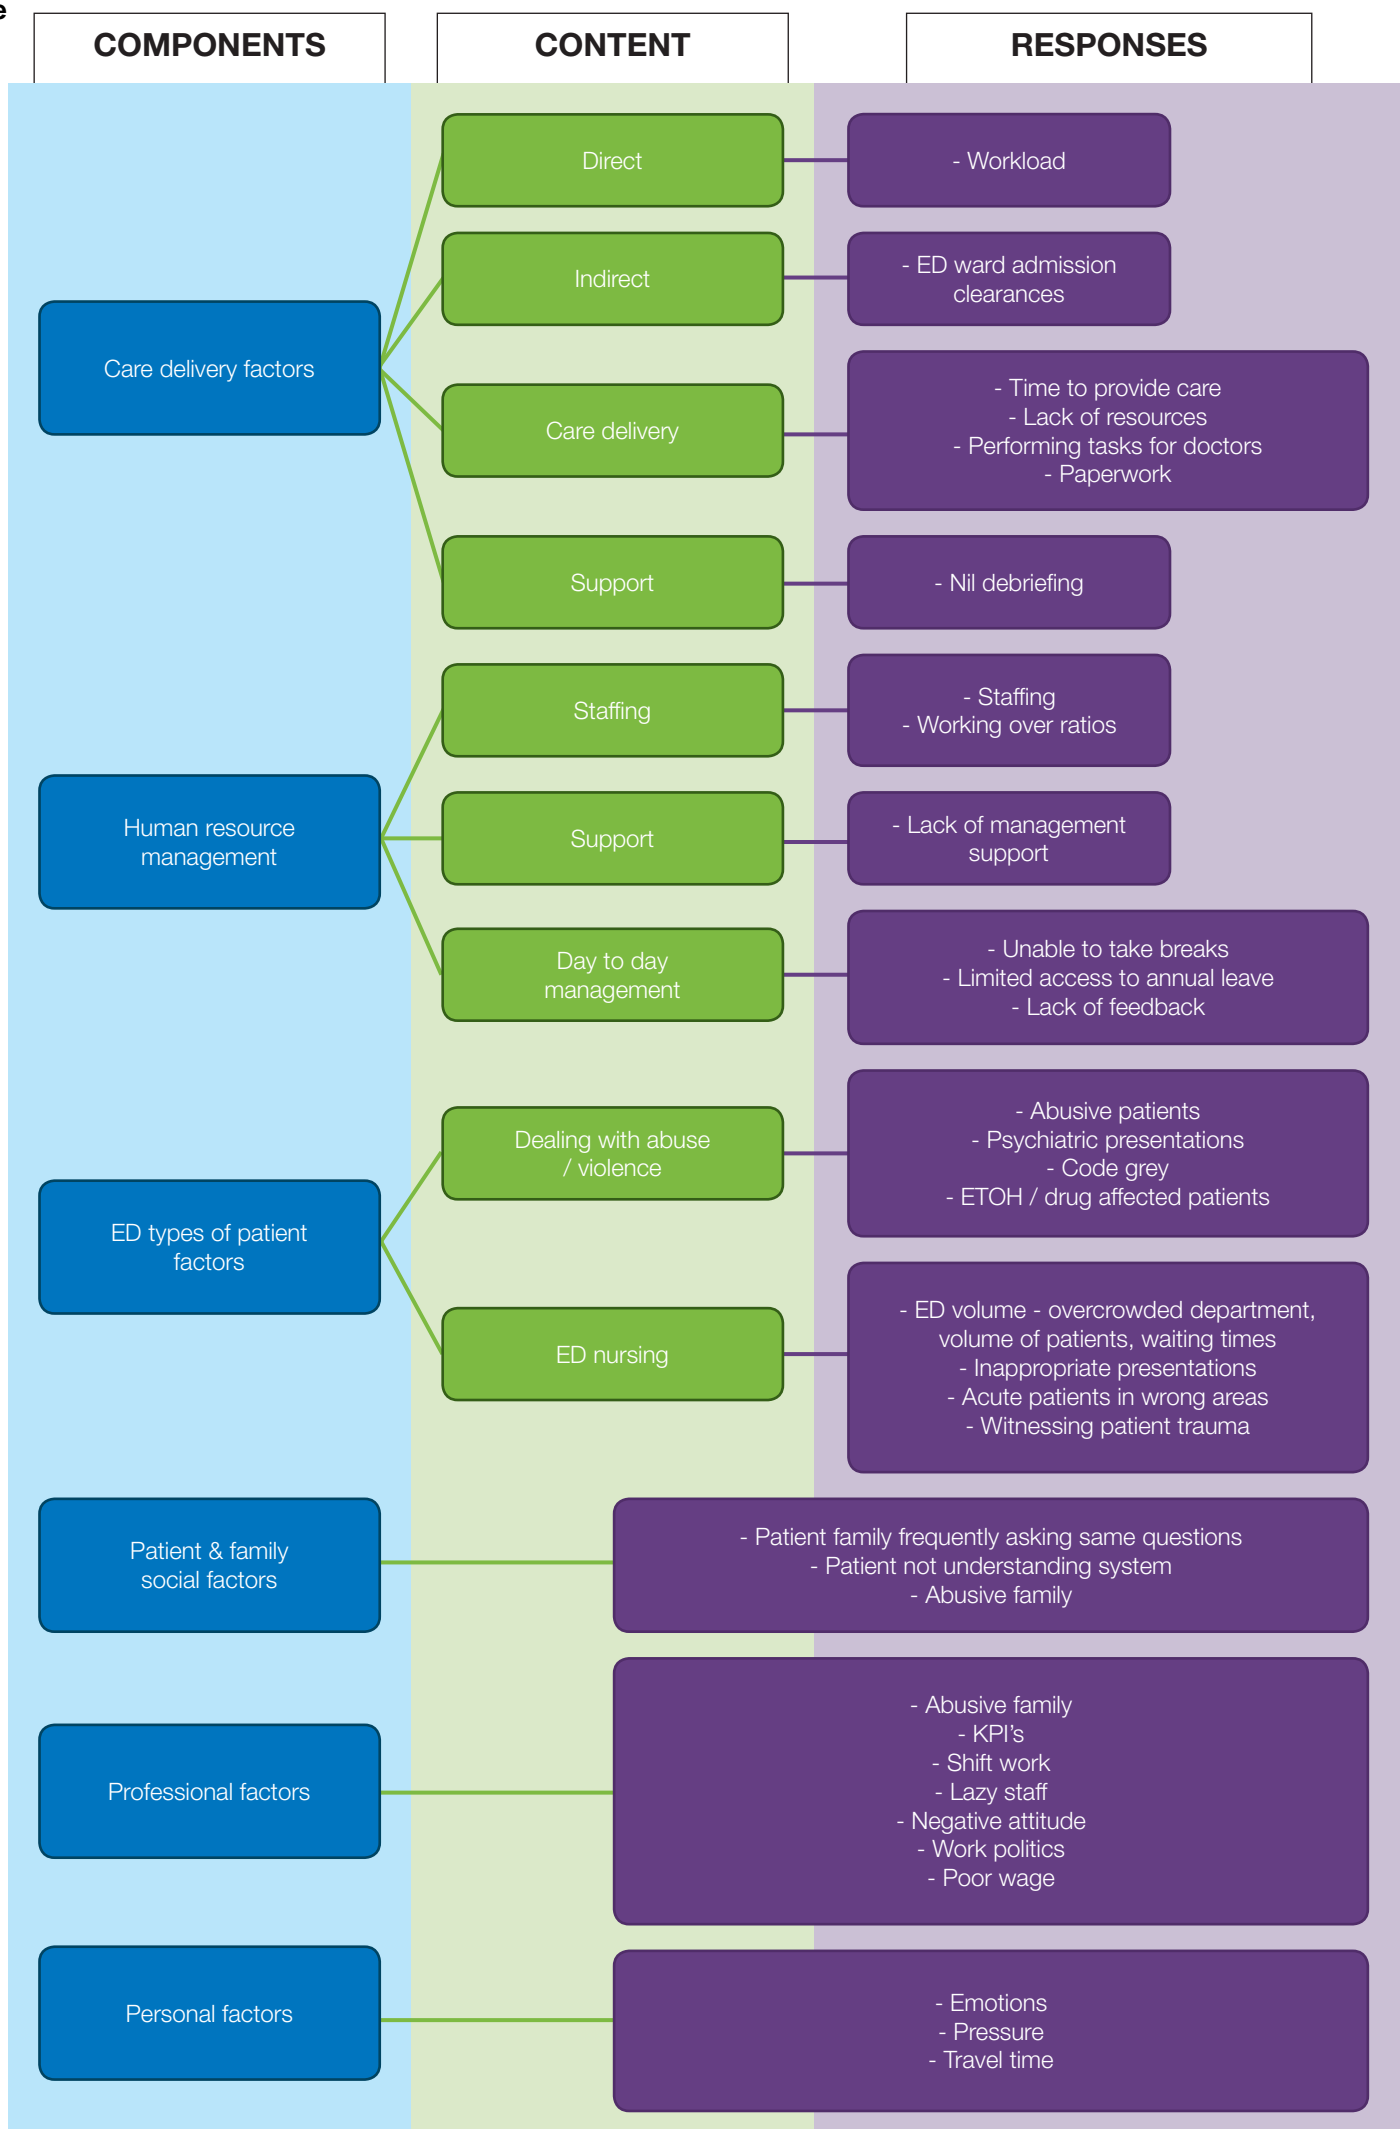 e
COMPONENTS
CONTENT
RESPONSES
Care delivery factors
Direct
- Workload
Indirect
- ED ward admission
clearances
Care delivery
- Time to provide care
- Lack of resources
- Performing tasks for doctors
- Paperwork
Support
- Nil debriefing
Human resource
management
Staffing
- Staffing
- Working over ratios
Support
- Lack of management
support
Day to day
management
- Unable to take breaks
- Limited access to annual leave
- Lack of feedback
ED types of patient
factors
Dealing with abuse
/ violence
- Abusive patients
- Psychiatric presentations
- Code grey
- ETOH / drug affected patients
ED nursing
- ED volume - overcrowded department,
volume of patients, waiting times
- Inappropriate presentations
- Acute patients in wrong areas
- Witnessing patient trauma
Patient & family
social factors
- Patient family frequently asking same questions
- Patient not understanding system
- Abusive family
Professional factors
- Abusive family
- KPI's
- Shift work
- Lazy staff
- Negative attitude
- Work politics
- Poor wage
Personal factors
- Emotions
- Pressure
- Travel time